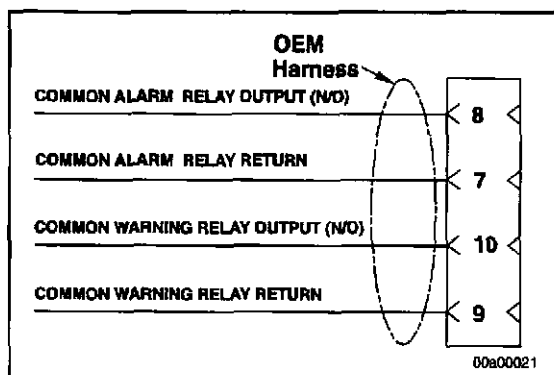 OEM
Harness
COMMON ALARM RELAY OUTPUT (N/O)
8
COMMON ALARM RELAY RETURN
7
COMMON WARNING RELAY OUTPUT (N/O)
10
COMMON WARNING RELAY RETURN
9
00a00021